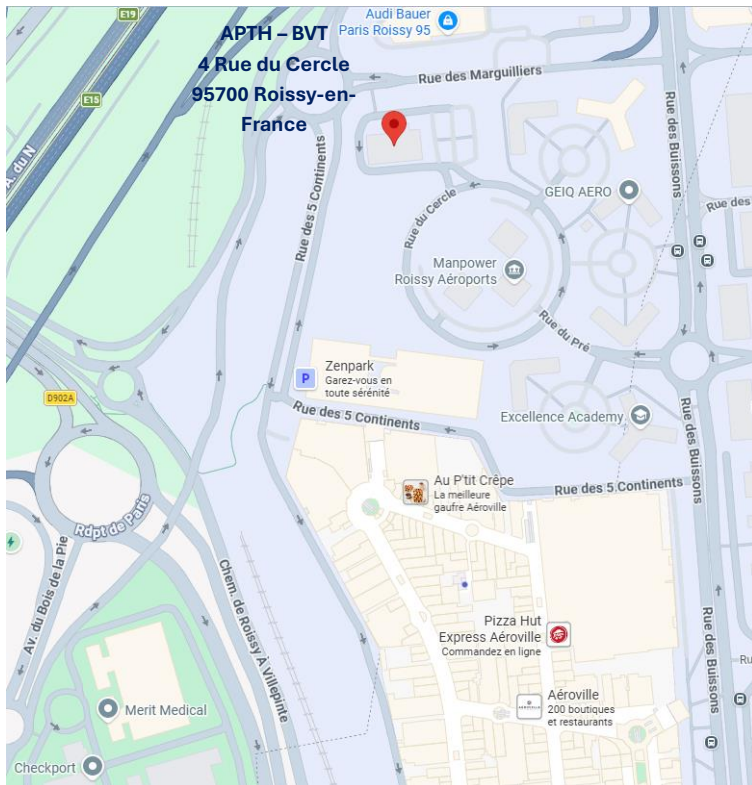 E19
Audi Bauer
Paris Roissy 95
APTH – BVT
4 Rue du Cercle
95700 Roissy-en-
France
E15
A. du N
Rue des Marguilliers
Rue des Buissons
Rue des 5 Continents
GEIQ AERO
Rue du Cercle
Rue des
Manpower
Roissy Aéroports
Rue du Pré
Zenpark
Garez-vous en
toute sérénité
P
D902A
Rue des 5 Continents
Excellence Academy
Rue des Buissons
Au P'tit Crêpe
La meilleure
gaufre Aéroville
Rue des 5 Continents
Rdpt de Paris
Av. du Bois de la Pie
Chem. de Roissy À Villepinte
Pizza Hut
Express Aéroville
Commandez en ligne
Rue des Buissons
Ru
Aéroville
200 boutiques
et restaurants
Merit Medical
Checkport